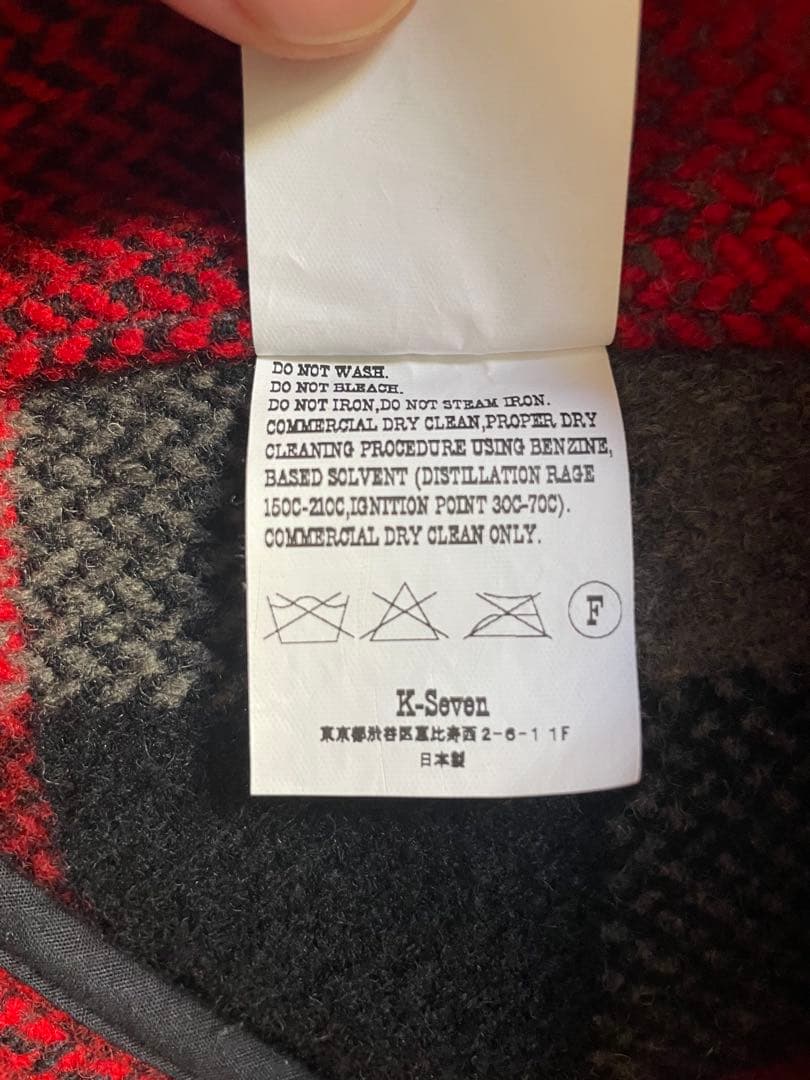 DO NOT WASH.
DO NOT BLEACH.
DO NOT IRON,DO NOT STEAM IRON.
COMMERCIAL DRY CLEAN,PROPER DRY
CLEANING PROCEDURE USING BENZINE,
BASED SOLVENT (DISTILLATION RAGE
150C-210C,IGNITION POINT 30C-70C).
COMMERCIAL DRY CLEAN ONLY.
F
K-Seven
東京都渋谷区恵比寿西2-6-1 1F
日本製